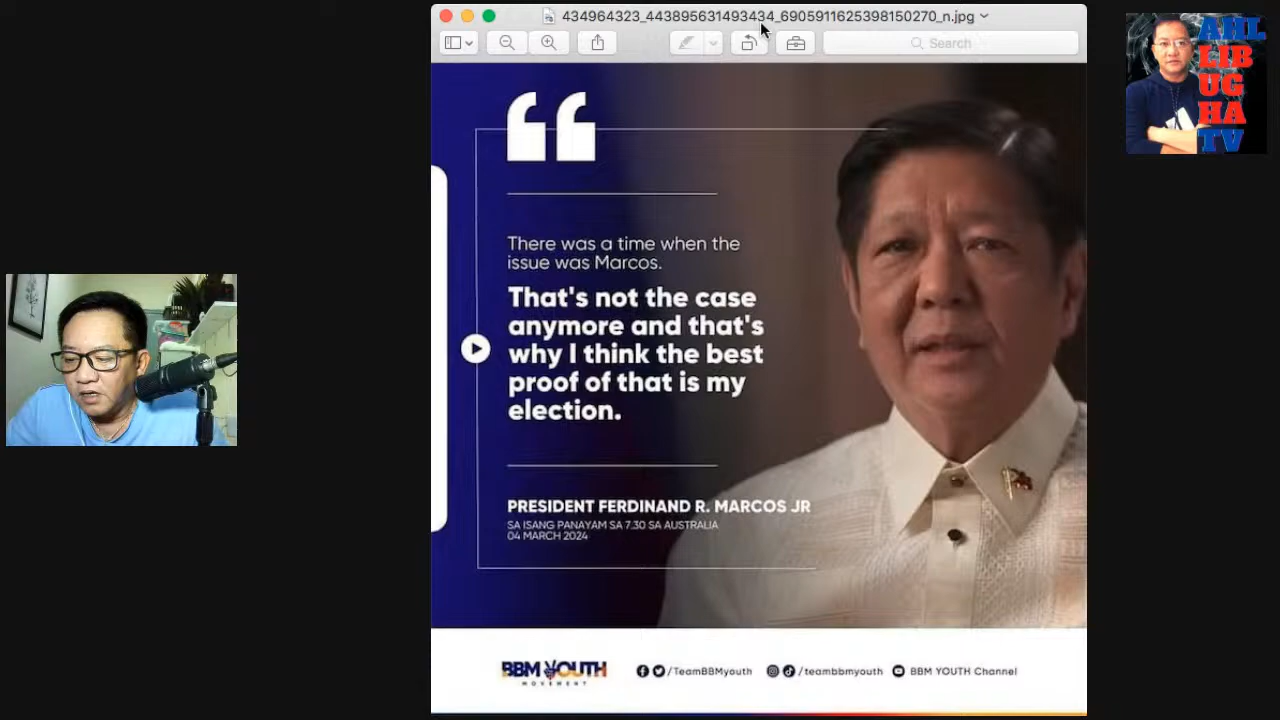 434964323_443895631493434_6905911625398150270_n.jpg
Search
AHL
LIB
UG
HA
TV
There was a time when the
issue was Marcos.
That's not the case
anymore and that's
why I think the best
proof of that is my
election.
PRESIDENT FERDINAND R. MARCOS JR
SA ISANG PANAYAM SA 7.30 SA AUSTRALIA
04 MARCH 2024
BBM YOUTH
MOVEMENT
/TeamBBMyouth
/teambbmyouth
BBM YOUTH Channel